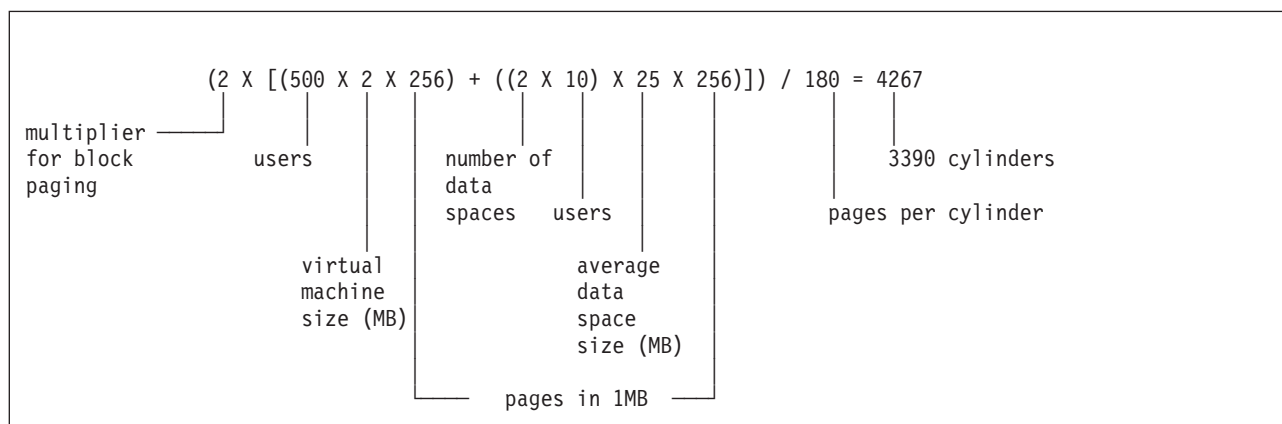 (2 X [(500 X 2 X 256) + ((2 X 10) X 25 X 256)]) / 180 = 4267
multiplier
for block
paging
users
number of
data
spaces
users
3390 cylinders
pages per cylinder
virtual
machine
size (MB)
average
data
space
size (MB)
pages in 1MB